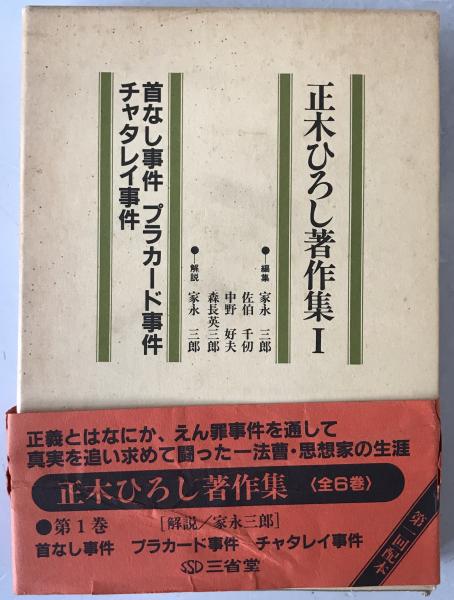 正木ひろし著作集 I
●—編集 家永 三郎
佐伯 千仭
中野 好夫
森長英三郎
●—解説 家永 三郎
首なし事件 プラカード事件
チャタレイ事件
正義とはなにか、えん罪事件を通して
真実を追い求めて闘った一法曹・思想家の生涯
正木ひろし著作集〈全6巻〉
●第1巻 [解説/家永三郎]
首なし事件 プラカード事件 チャタレイ事件
SSD三省堂